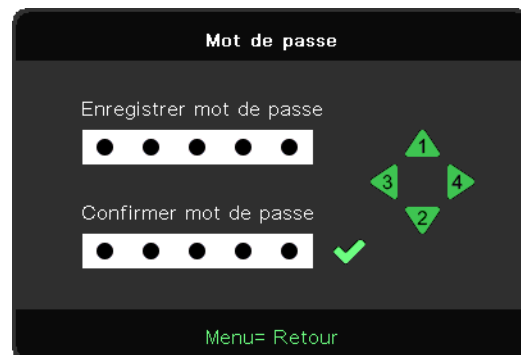 Mot de passe
Enregistrer mot de passe
1
3 4
Confirmer mot de passe
2
Menu= Retour